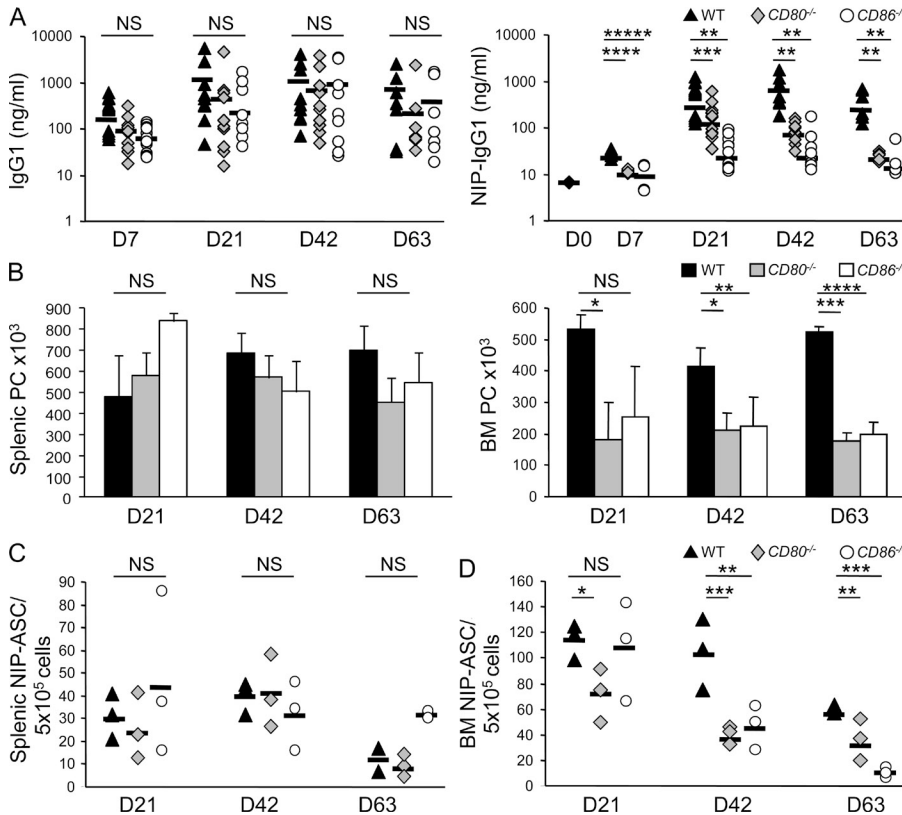 A
NS NS NS NS
IgG1 (ng/ml)
10000
1000
100
10
1
D7 D21 D42 D63
WT CD80-/- CD86-/-
***** ** ** **
**** *** ** **
NIP-IgG1 (ng/ml)
10000
1000
100
10
1
D0 D7 D21 D42 D63
B
NS NS NS
Splenic PC x10³
900
800
700
600
500
400
300
200
100
0
D21 D42 D63
WT CD80-/- CD86-/-
NS ** ****
* * ***
BM PC x10³
600
500
400
300
200
100
0
D21 D42 D63
C
NS NS NS
Splenic NIP-ASC/
5x10⁵ cells
90
80
70
60
50
40
30
20
10
0
D21 D42 D63
D
WT CD80-/- CD86-/
NS ** ***
* *** **
BM NIP-ASC/
5x10⁵ cells
160
140
120
100
80
60
40
20
0
D21 D42 D63